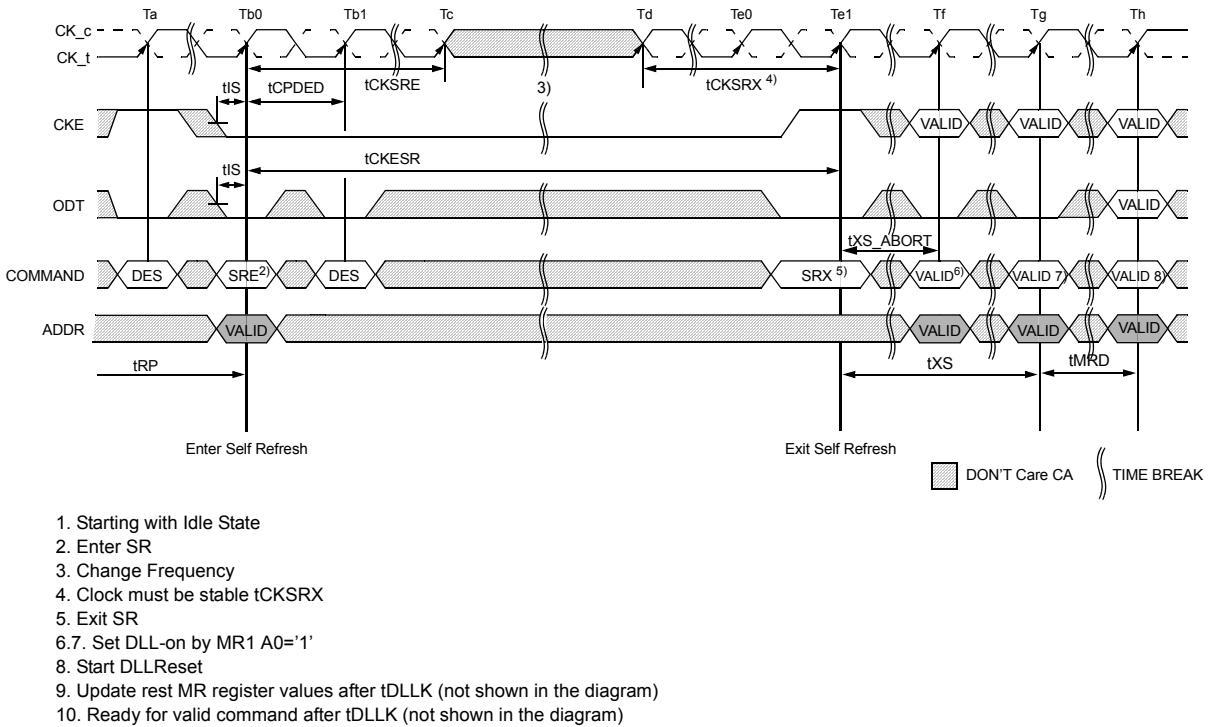 Ta Tb0 Tb1 Tc Td Te0 Te1 Tf Tg Th
CK_c
CK_t
tIS tCPDED tCKSRE 3) tCKSRX 4)
CKE VALID VALID VALID
tIS tCKESR
ODT VALID
tXS_ABORT
COMMAND DES SRE2) DES SRX 5) VALID6) VALID 7) VALID 8)
ADDR VALID VALID VALID VALID
tRP tXS tMRD
Enter Self Refresh Exit Self Refresh
DON'T Care CA TIME BREAK
1. Starting with Idle State
2. Enter SR
3. Change Frequency
4. Clock must be stable tCKSRX
5. Exit SR
6.7. Set DLL-on by MR1 A0='1'
8. Start DLLReset
9. Update rest MR register values after tDLLK (not shown in the diagram)
10. Ready for valid command after tDLLK (not shown in the diagram)